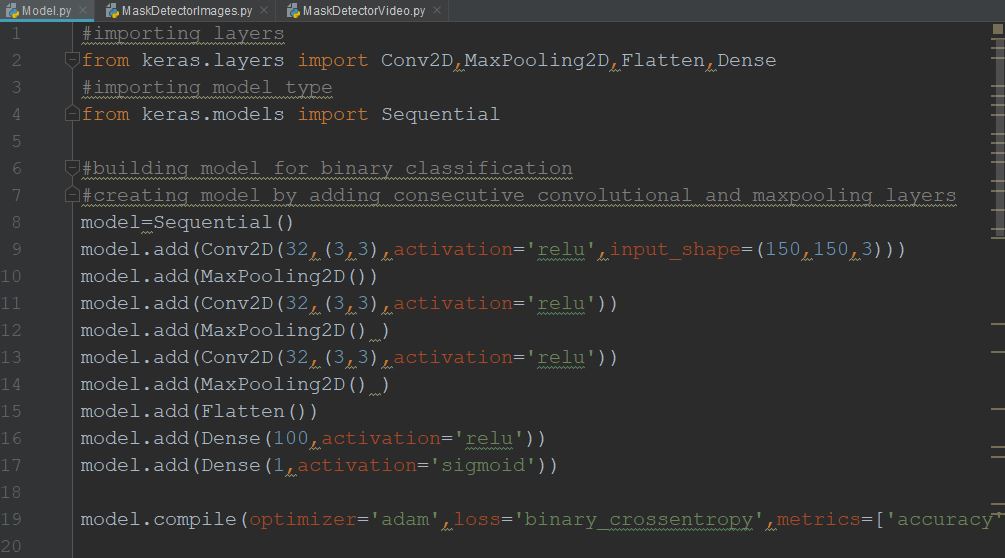 Model.py MaskDetectorImages.py MaskDetectorVideo.py
1 #importing layers
2 from keras.layers import Conv2D,MaxPooling2D,Flatten,Dense
3 #importing model type
4 from keras.models import Sequential
5
6 #building model for binary classification
7 #creating model by adding consecutive convolutional and maxpooling layers
8 model=Sequential()
9 model.add(Conv2D(32,(3,3),activation='relu',input_shape=(150,150,3)))
10 model.add(MaxPooling2D())
11 model.add(Conv2D(32,(3,3),activation='relu'))
12 model.add(MaxPooling2D() )
13 model.add(Conv2D(32,(3,3),activation='relu'))
14 model.add(MaxPooling2D() )
15 model.add(Flatten())
16 model.add(Dense(100,activation='relu'))
17 model.add(Dense(1,activation='sigmoid'))
18
19 model.compile(optimizer='adam',loss='binary_crossentropy',metrics=['accuracy'
20